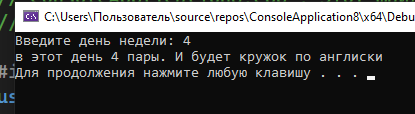 C:\Users\Пользователь\source\repos\ConsoleApplication8\x64\Debu
Введите день недели: 4
в этот день 4 пары. И будет кружок по англиски
Для продолжения нажмите любую клавишу . . .
//
#i
us